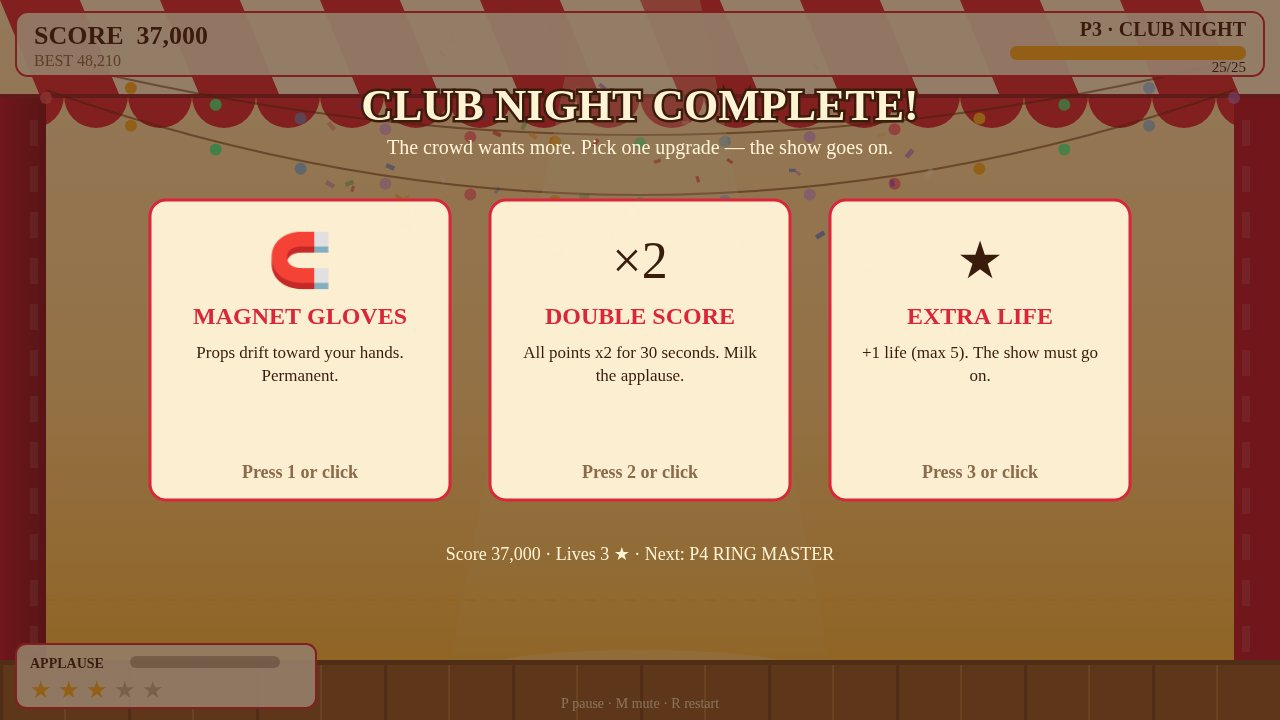 SCORE 37,000
BEST 48,210
P3 · CLUB NIGHT
25/25
CLUB NIGHT COMPLETE!
The crowd wants more. Pick one upgrade — the show goes on.
MAGNET GLOVES
Props drift toward your hands.
Permanent.
Press 1 or click
×2
DOUBLE SCORE
All points x2 for 30 seconds. Milk
the applause.
Press 2 or click
★
EXTRA LIFE
+1 life (max 5). The show must go
on.
Press 3 or click
Score 37,000 · Lives 3 ★ · Next: P4 RING MASTER
APPLAUSE
★ ★ ★ ★ ★
P pause · M mute · R restart